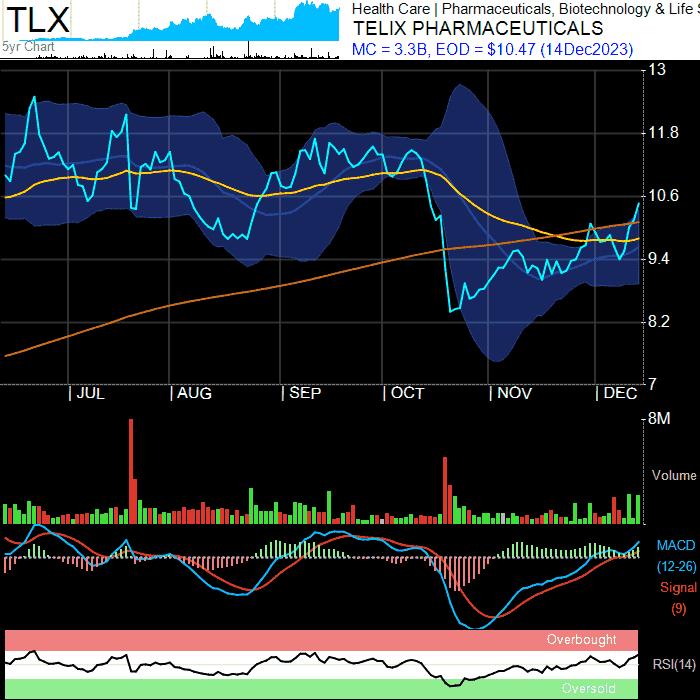 TLX
5yr Chart
Health Care | Pharmaceuticals, Biotechnology & Life S
TELIX PHARMACEUTICALS
MC = 3.3B, EOD = $10.47 (14Dec2023)
13
11.8
10.6
9.4
8.2
7
| JUL | AUG | SEP | OCT | NOV | DEC
8M
Volume
MACD
(12-26)
Signal
(9)
Overbought
RSI(14)
Oversold